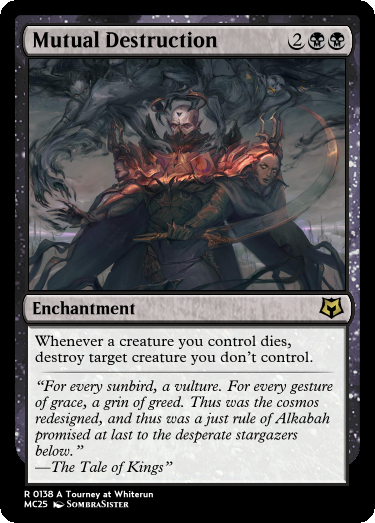 Mutual Destruction 2
Enchantment
Whenever a creature you control dies,
destroy target creature you don't control.
"For every sunbird, a vulture. For every gesture
of grace, a grin of greed. Thus was the cosmos
redesigned, and thus was a just rule of Alkabah
promised at last to the desperate stargazers
below."
—The Tale of Kings"
R 0138 A Tourney at Whiterun
MC25 SombraSister